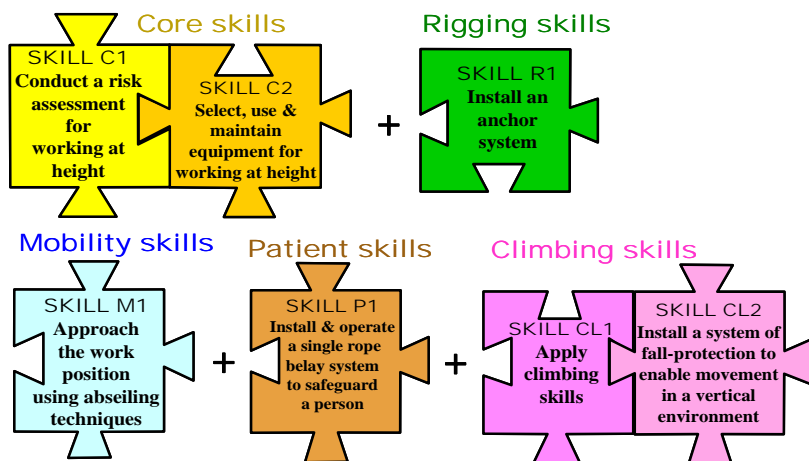 Core skills
Rigging skills
SKILL C1
Conduct a risk
assessment
for
working at
height
SKILL C2
Select, use &
maintain
equipment for
working at height
+
SKILL R1
Install an
anchor
system
Mobility skills
Patient skills
Climbing skills
SKILL M1
Approach
the work
position
using abseiling
techniques
+
SKILL P1
Install & operate
a single rope
belay system
to safeguard
a person
+
SKILL CL1
Apply
climbing
skills
SKILL CL2
Install a system of
fall-protection to
enable movement
in a vertical
environment